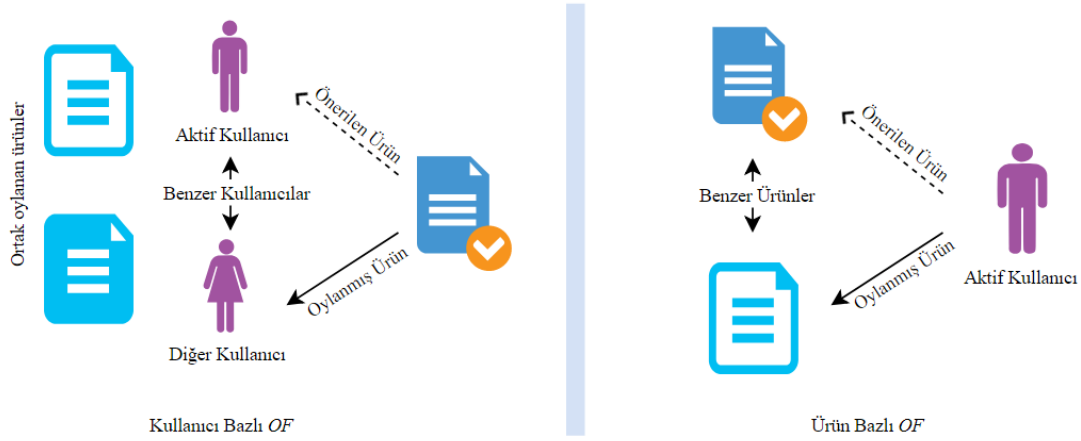 Ortak oylanan ürünler
Aktif Kullanıcı
Önerilen Ürün
Benzer Kullanıcılar
Oylanmış Ürün
Diğer Kullanıcı
Kullanıcı Bazlı OF
Önerilen Ürün
Benzer Ürünler
Oylanmış Ürün
Aktif Kullanıcı
Ürün Bazlı OF